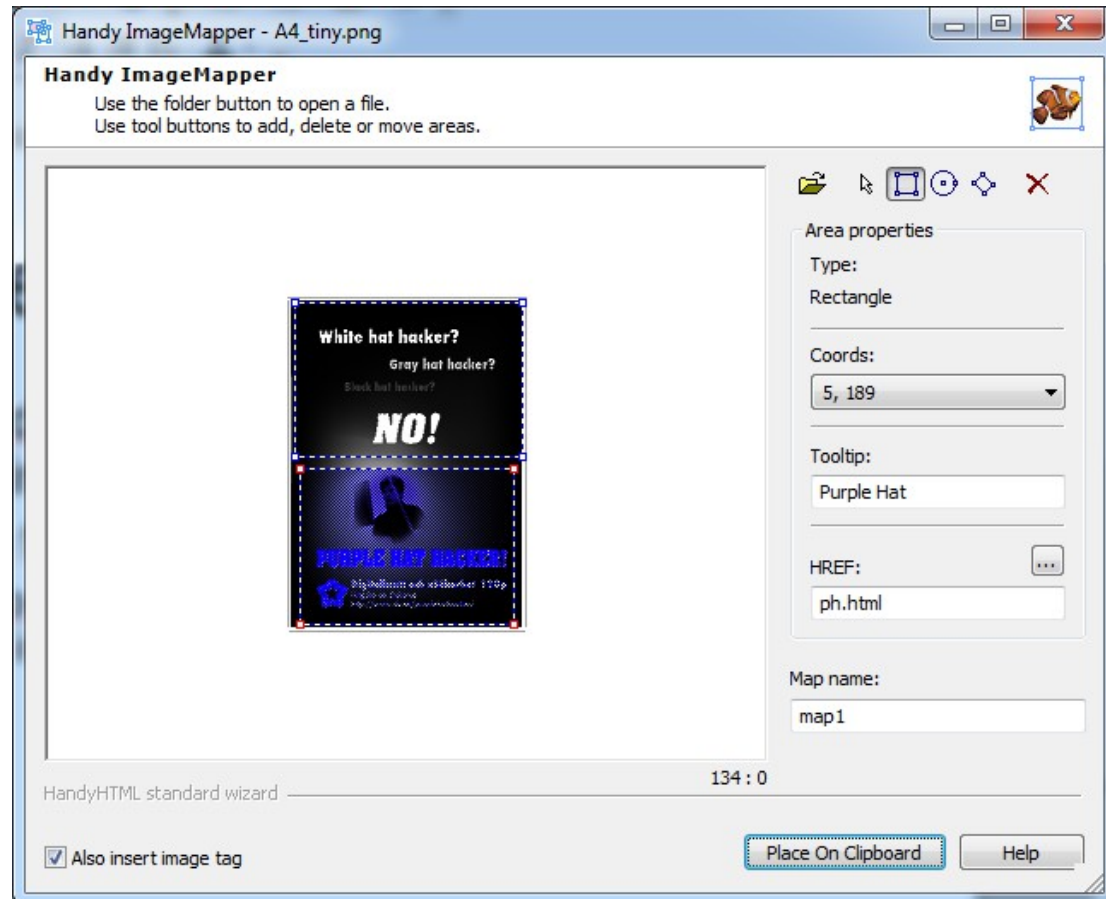 Handy ImageMapper - A4_tiny.png
Handy ImageMapper
Use the folder button to open a file.
Use tool buttons to add, delete or move areas.
White hat hacker?
Gray hat hacker?
Black hat hacker?
NO!
PURPLE HAT HACKER!
Area properties
Type:
Rectangle
Coords:
5, 189
Tooltip:
Purple Hat
HREF:
...
ph.html
Map name:
map1
134 : 0
HandyHTML standard wizard
Also insert image tag
Place On Clipboard
Help